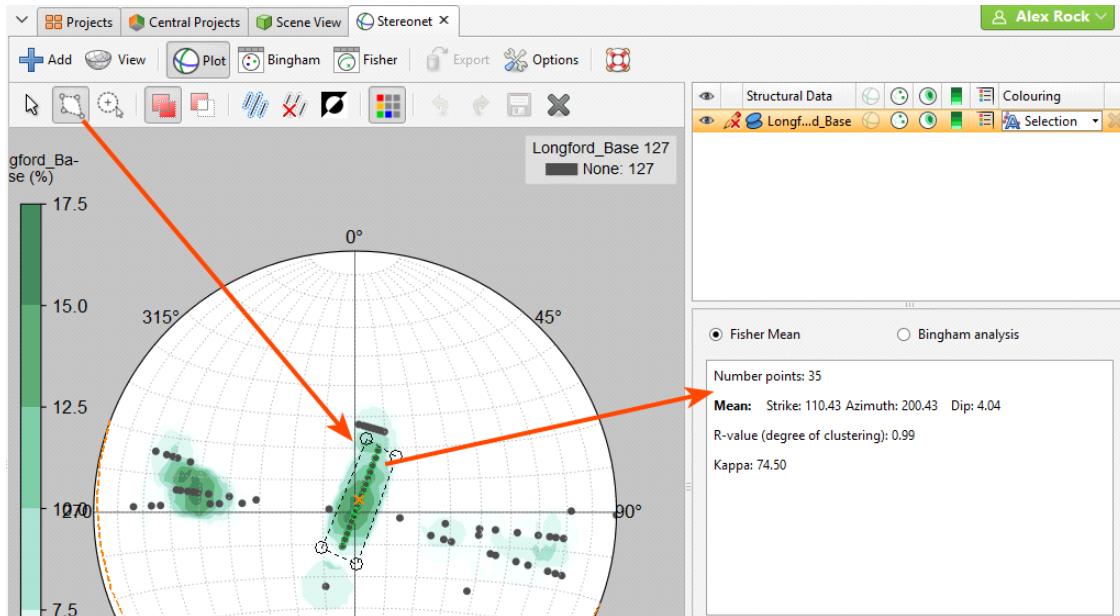 Projects Central Projects Scene View Stereonet Alex Rock
Add View Plot Bingham Fisher Export Options
Structural Data Colouring
Longf...d_Base Selection
Longford_Base 127
None: 127
gford_Ba-
se (%)
17.5
15.0
12.5
7.5
0°
315°
45°
270
90°
Fisher Mean Bingham analysis
Number points: 35
Mean: Strike: 110.43 Azimuth: 200.43 Dip: 4.04
R-value (degree of clustering): 0.99
Kappa: 74.50